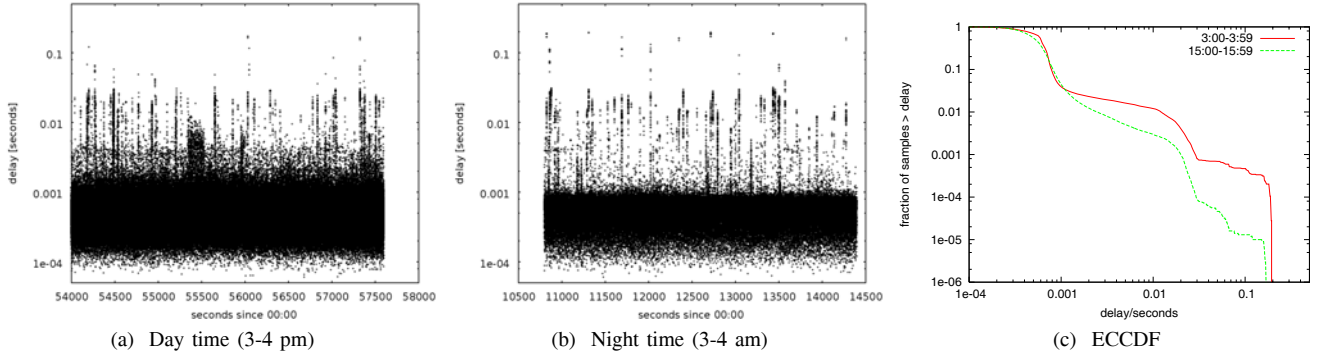 delay [seconds]
0.1
0.01
0.001
1e-04
54000 54500 55000 55500 56000 56500 57000 57500 58000
seconds since 00:00
(a) Day time (3-4 pm)
delay [seconds]
0.1
0.01
0.001
1e-04
10500 11000 11500 12000 12500 13000 13500 14000 14500
seconds since 00:00
(b) Night time (3-4 am)
fraction of samples > delay
1
0.1
0.01
0.001
1e-04
1e-05
1e-06
3:00-3:59
15:00-15:59
1e-04 0.001 0.01 0.1
delay/seconds
(c) ECCDF